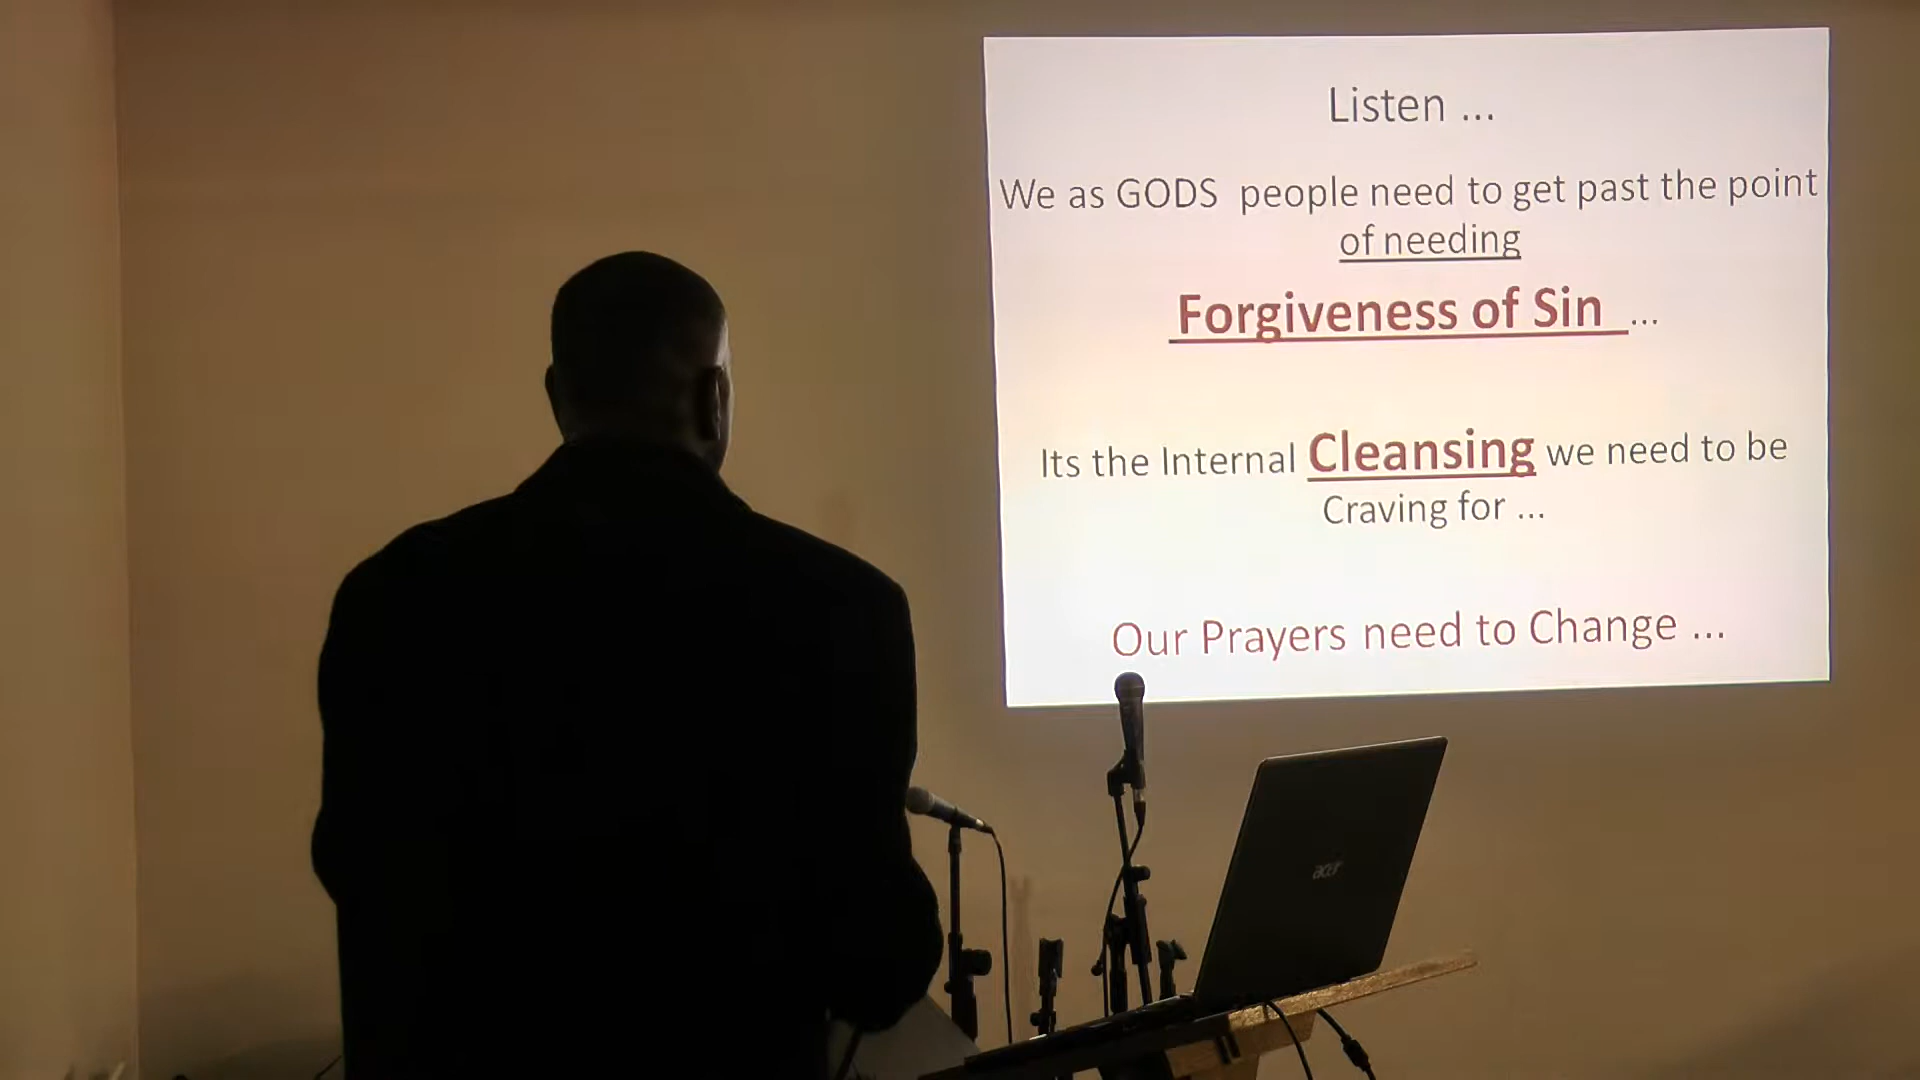 Listen ...
We as GODS people need to get past the point
of needing
Forgiveness of Sin ...
Its the Internal Cleansing we need to be
Craving for ...
Our Prayers need to Change ...
acer